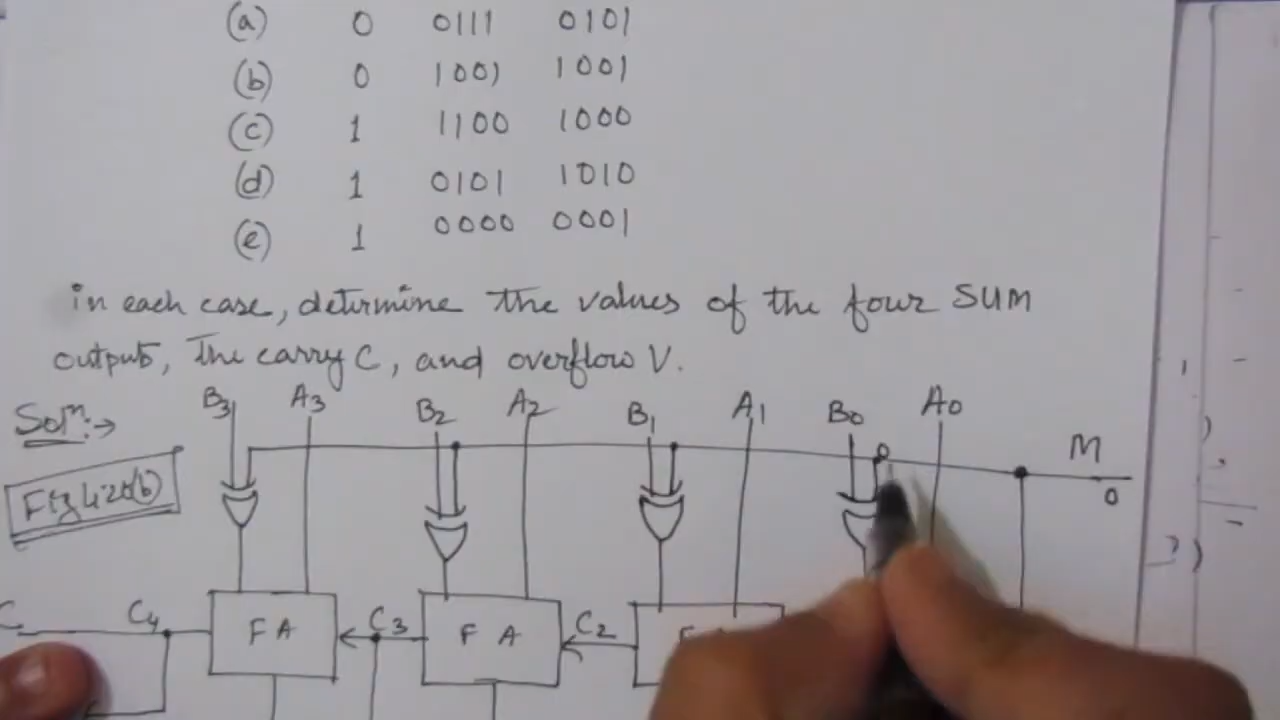 (a) 0 0111 0101
(b) 0 1001 1001
(c) 1 1100 1000
(d) 1 0101 1010
(e) 1 0000 0001
in each case, determine the values of the four SUM
outputs, The carry C, and overflow V.
Som:→
B3 A3 B2 A2 B1 A1 B0 A0 M
0 0
Fig 4.20(b)
C C4 FA C3 FA C2